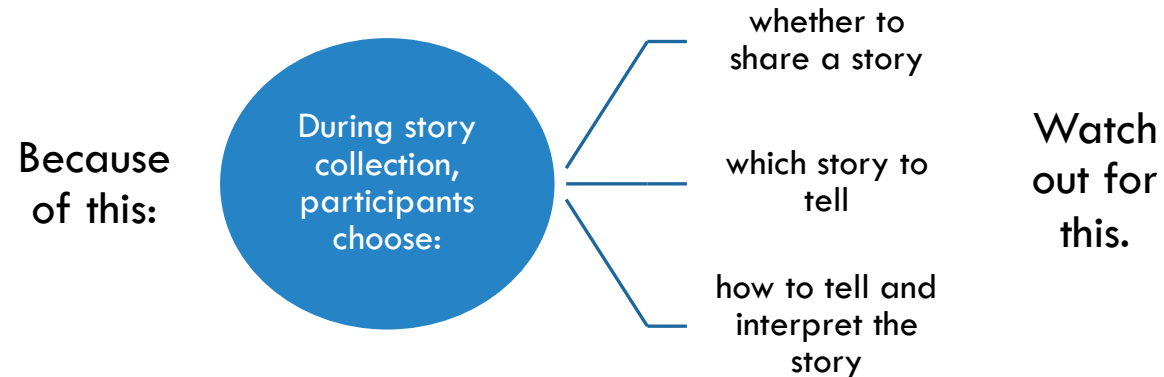 Because
of this:
During story
collection,
participants
choose:
whether to
share a story
which story to
tell
how to tell and
interpret the
story
Watch
out for
this.